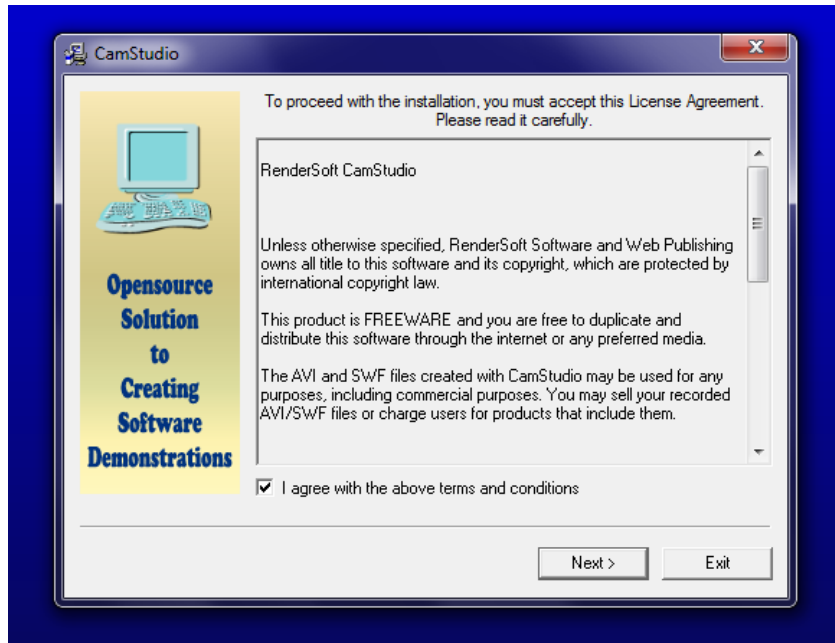 CamStudio
To proceed with the installation, you must accept this License Agreement.
Please read it carefully.
Opensource
Solution
to
Creating
Software
Demonstrations
RenderSoft CamStudio
Unless otherwise specified, RenderSoft Software and Web Publishing
owns all title to this software and its copyright, which are protected by
international copyright law.
This product is FREEWARE and you are free to duplicate and
distribute this software through the internet or any preferred media.
The AVI and SWF files created with CamStudio may be used for any
purposes, including commercial purposes. You may sell your recorded
AVI/SWF files or charge users for products that include them.
I agree with the above terms and conditions
Next >
Exit